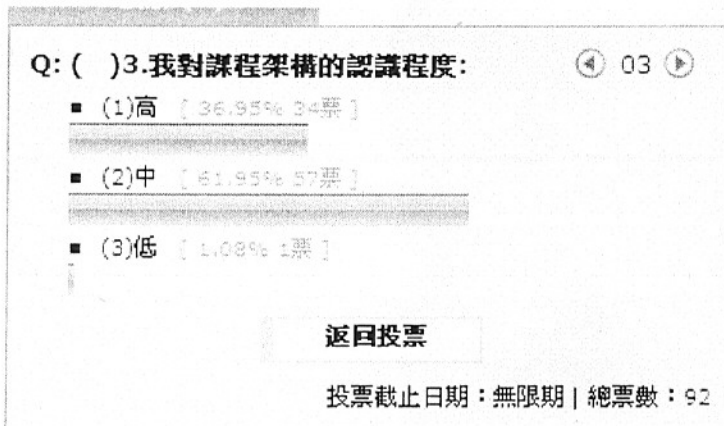 Q: (   )3.我對課程架構的認識程度: 03
▪ (1)高 [ 36.95% 34票 ]
▪ (2)中 [ 61.95% 57票 ]
▪ (3)低 [ 1.08% 1票 ]
返回投票
投票截止日期：無限期 | 總票數：92